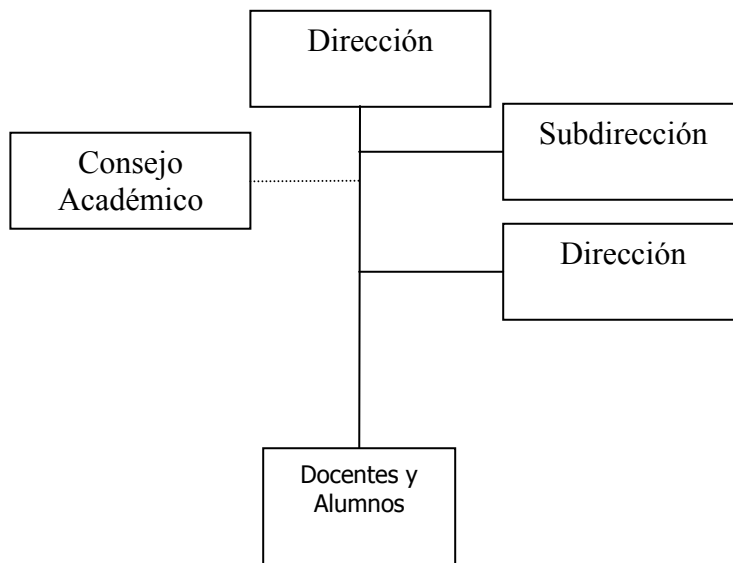 Dirección
Subdirección
Consejo
Académico
Dirección
Docentes y
Alumnos